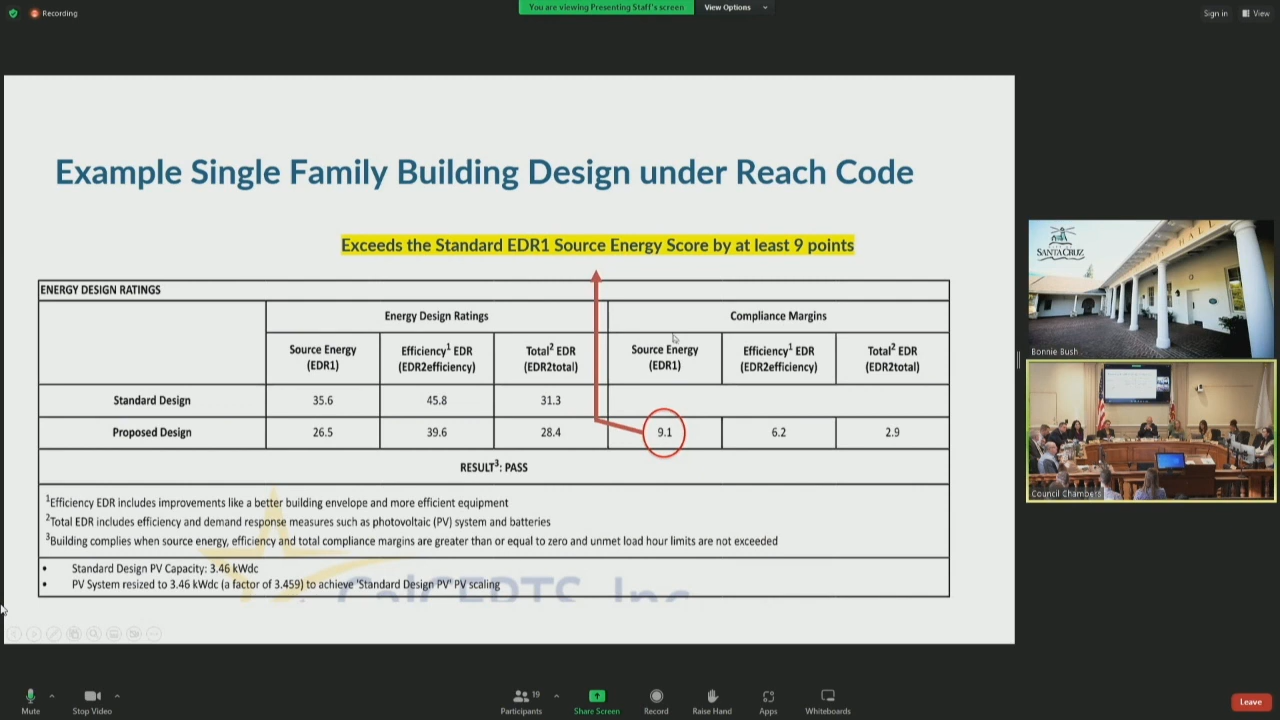 Recording
You are viewing Presenting Staff's screen
View Options
Sign in
View
Example Single Family Building Design under Reach Code
Exceeds the Standard EDR1 Source Energy Score by at least 9 points
ENERGY DESIGN RATINGS
Energy Design Ratings
Compliance Margins
Source Energy (EDR1)
Efficiency1 EDR (EDR2efficiency)
Total2 EDR (EDR2total)
Source Energy (EDR1)
Efficiency1 EDR (EDR2efficiency)
Total2 EDR (EDR2total)
Standard Design 35.6 45.8 31.3
Proposed Design 26.5 39.6 28.4 9.1 6.2 2.9
RESULT3: PASS
1Efficiency EDR includes improvements like a better building envelope and more efficient equipment
2Total EDR includes efficiency and demand response measures such as photovoltaic (PV) system and batteries
3Building complies when source energy, efficiency and total compliance margins are greater than or equal to zero and unmet load hour limits are not exceeded
• Standard Design PV Capacity: 3.46 kWdc
• PV System resized to 3.46 kWdc (a factor of 3.459) to achieve 'Standard Design PV' PV scaling
CalCERTS, Inc
SANTA CRUZ
Bonnie Bush
Council Chambers
Mute
Stop Video
Participants
19
Share Screen
Record
Raise Hand
Apps
Whiteboards
Leave